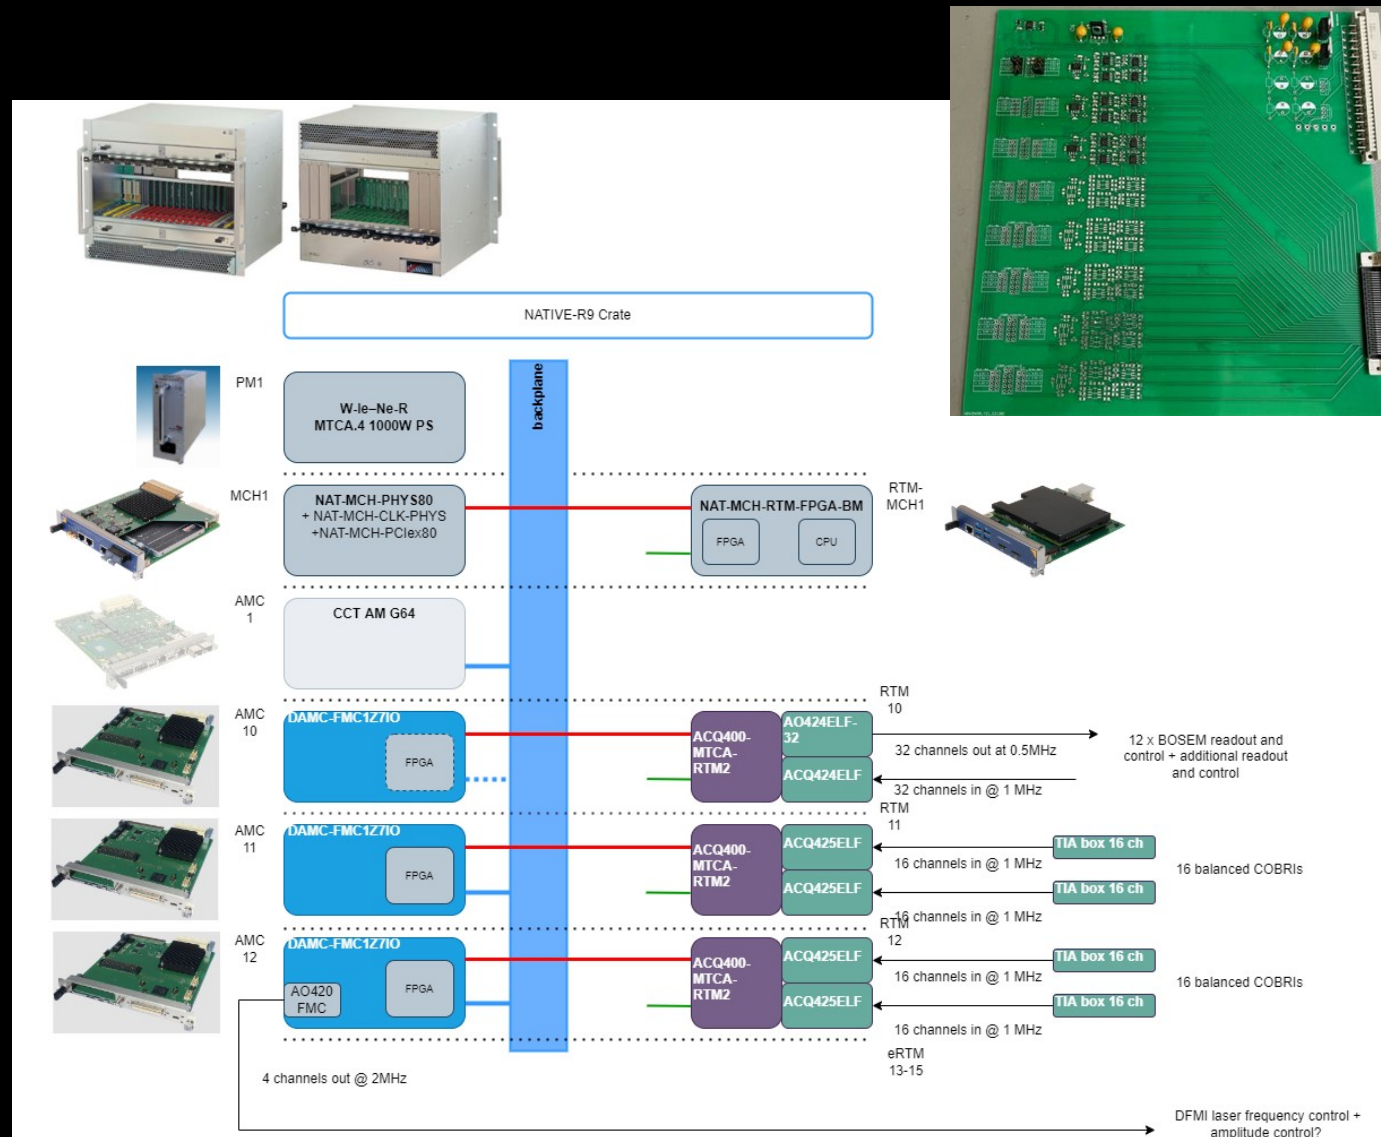 NATIVE-R9 Crate
backplane
PM1
W-Ie–Ne-R
MTCA.4 1000W PS
MCH1
NAT-MCH-PHYS80
+ NAT-MCH-CLK-PHYS
+NAT-MCH-PCIex80
NAT-MCH-RTM-FPGA-BM
FPGA
CPU
RTM-
MCH1
AMC
1
CCT AM G64
RTM
10
AMC
10
DAMC-FMC1Z7IO
FPGA
ACQ400-
MTCA-
RTM2
AO424ELF-
32
ACQ424ELF
32 channels out at 0.5MHz
32 channels in @ 1 MHz
12 x BOSEM readout and
control + additional readout
and control
RTM
11
AMC
11
DAMC-FMC1Z7IO
FPGA
ACQ400-
MTCA-
RTM2
ACQ425ELF
ACQ425ELF
16 channels in @ 1 MHz
16 channels in @ 1 MHz
TIA box 16 ch
TIA box 16 ch
16 balanced COBRIs
RTM
12
AMC
12
DAMC-FMC1Z7IO
AO420
FMC
FPGA
ACQ400-
MTCA-
RTM2
ACQ425ELF
ACQ425ELF
16 channels in @ 1MHz
16 channels in @ 1 MHz
TIA box 16 ch
TIA box 16 ch
16 balanced COBRIs
eRTM
13-15
4 channels out @ 2MHz
DFMI laser frequency control +
amplitude control?